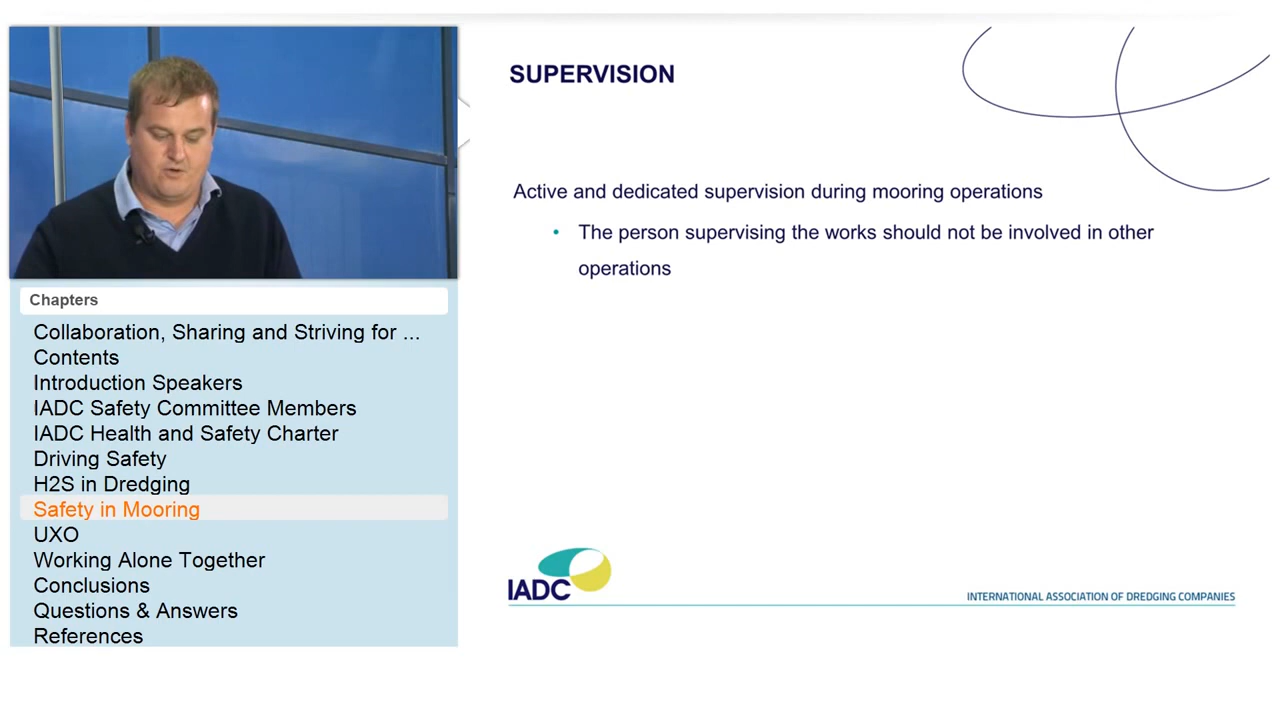 SUPERVISION
Active and dedicated supervision during mooring operations
• The person supervising the works should not be involved in other
operations
Chapters
Collaboration, Sharing and Striving for ...
Contents
Introduction Speakers
IADC Safety Committee Members
IADC Health and Safety Charter
Driving Safety
H2S in Dredging
Safety in Mooring
UXO
Working Alone Together
Conclusions
Questions & Answers
References
IADC
INTERNATIONAL ASSOCIATION OF DREDGING COMPANIES